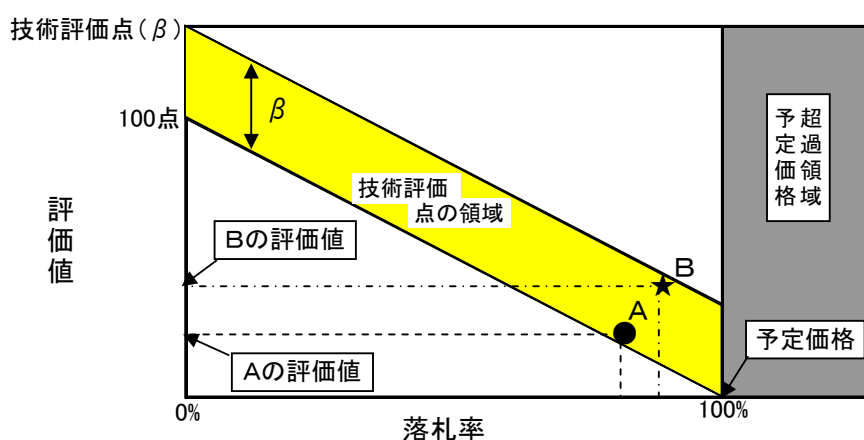 技術評価点(β)
100点
β
技術評価
点の領域
超過領域
予定価格
評価値
Bの評価値
B
A
Aの評価値
予定価格
0%
100%
落札率